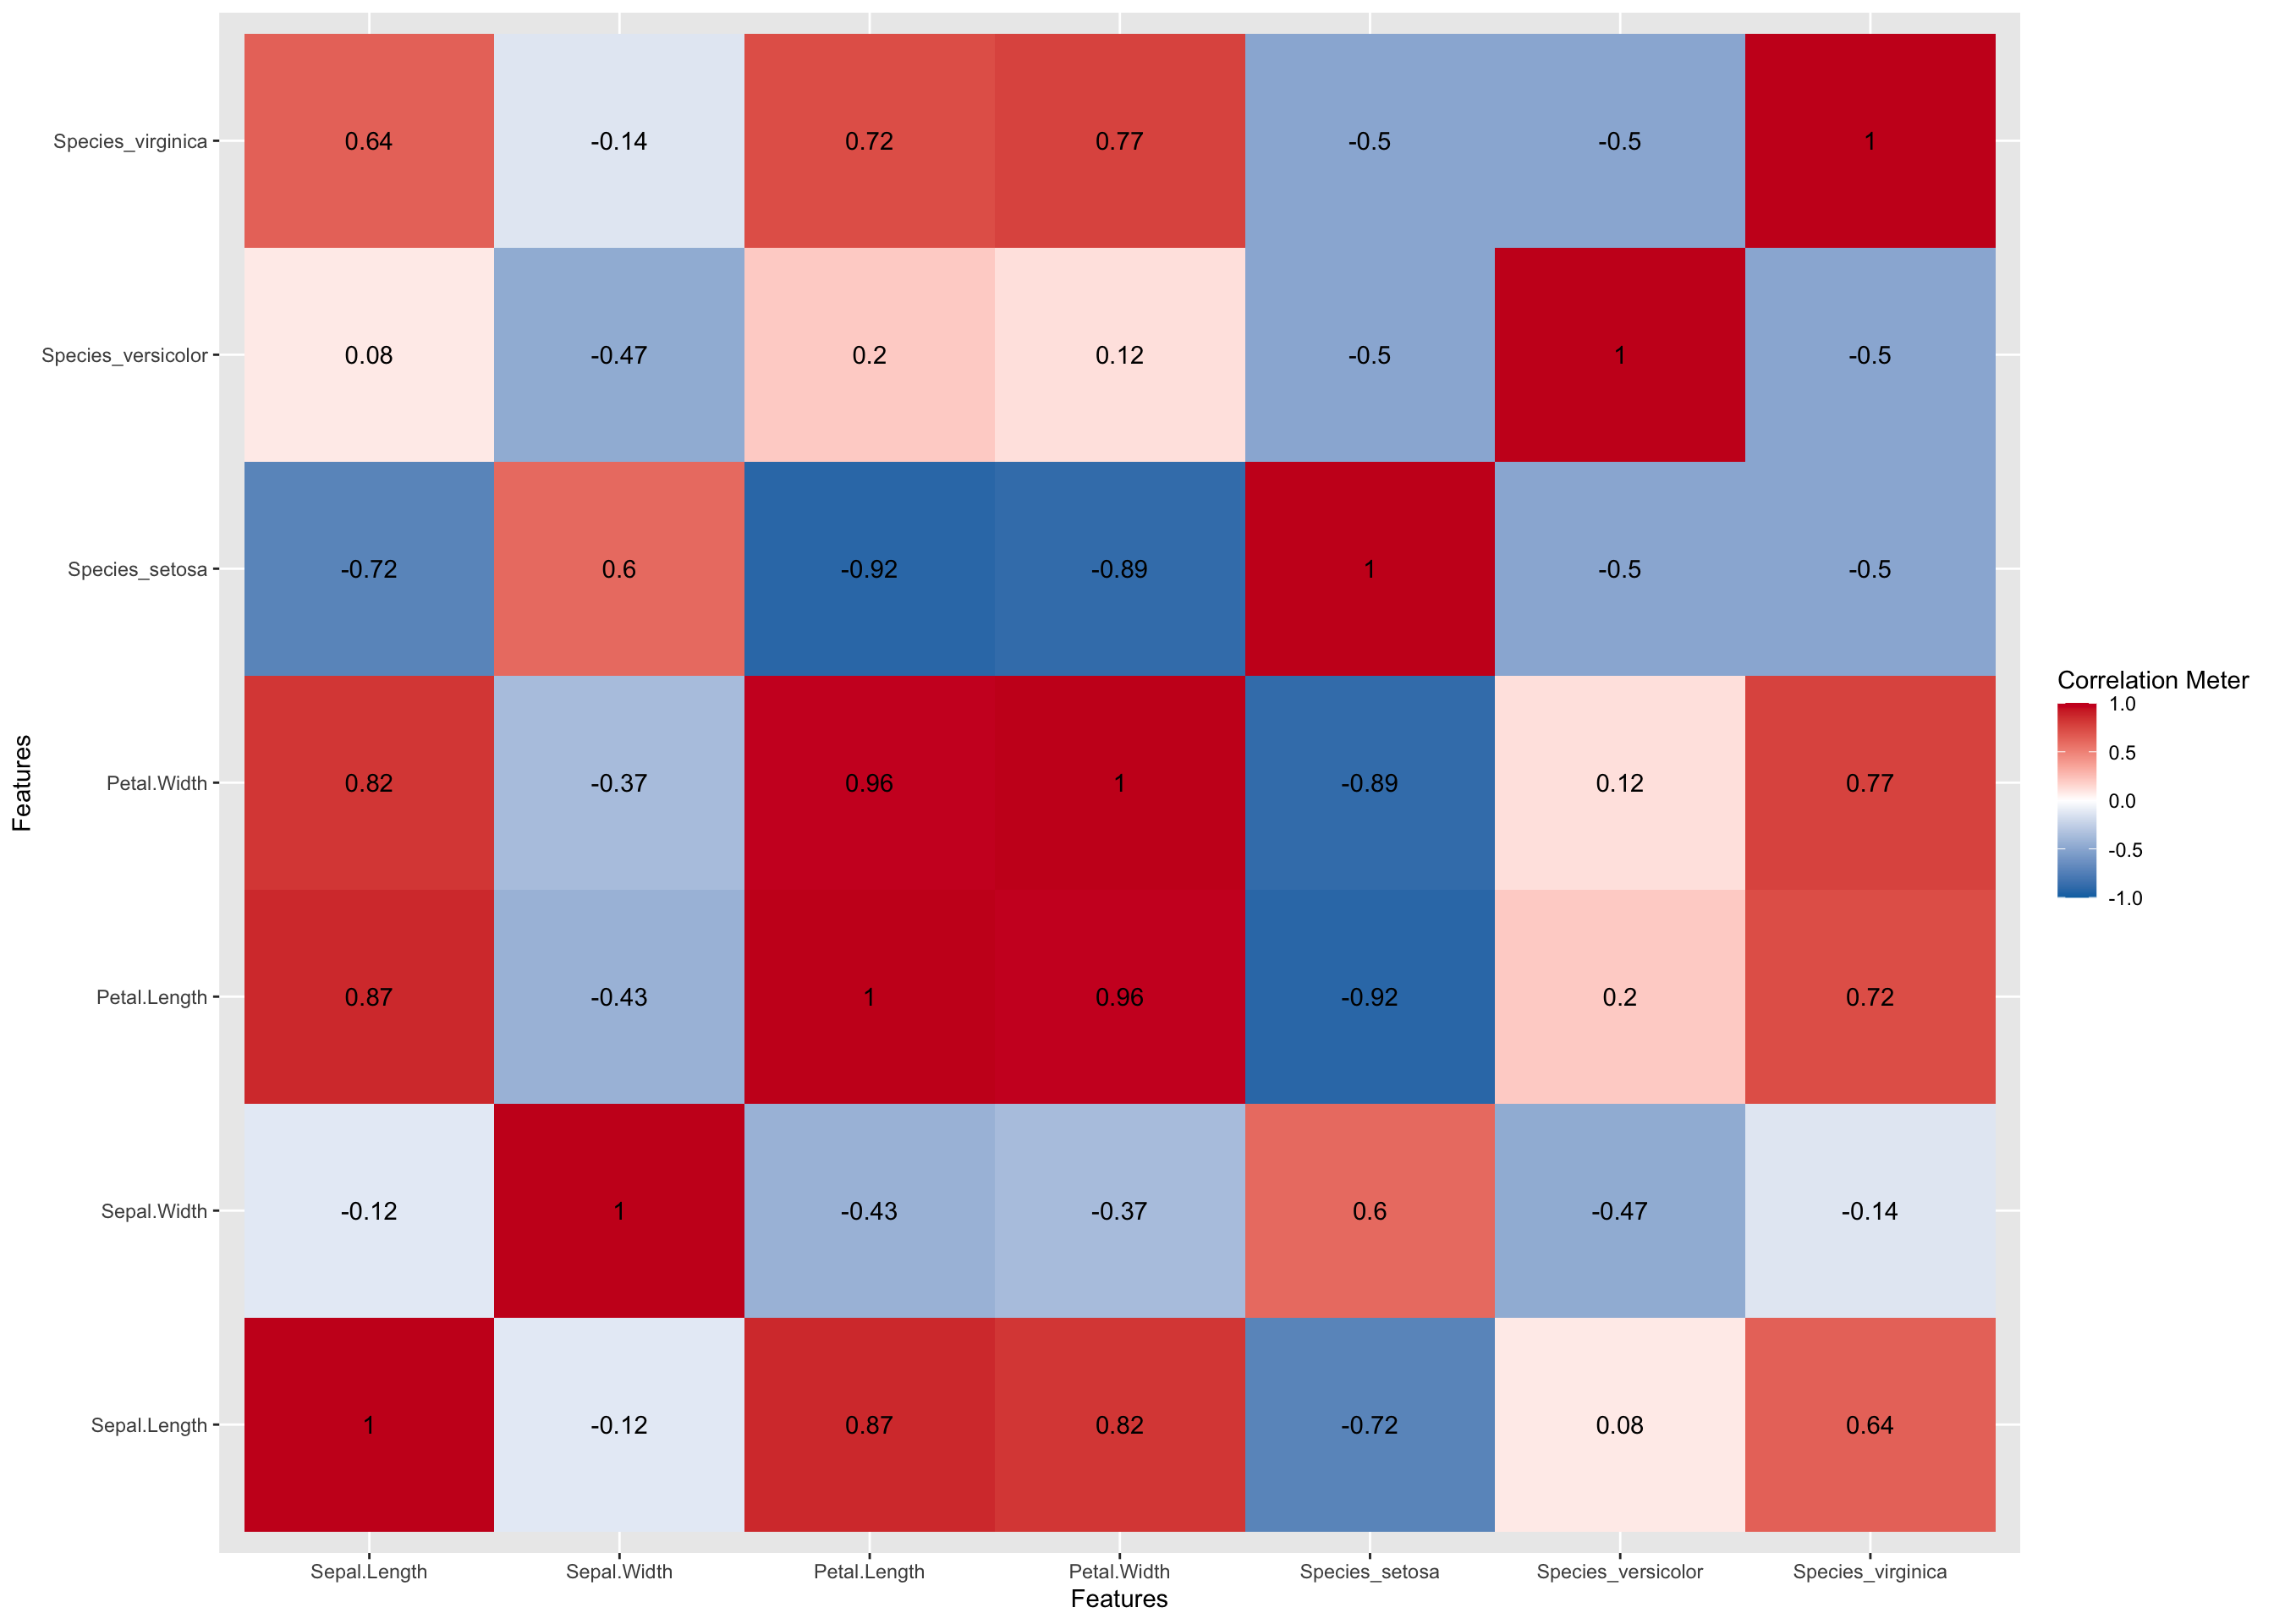 Species_virginica 0.64 -0.14 0.72 0.77 -0.5 -0.5 1
Species_versicolor 0.08 -0.47 0.2 0.12 -0.5 1 -0.5
Species_setosa -0.72 0.6 -0.92 -0.89 1 -0.5 -0.5
Petal.Width 0.82 -0.37 0.96 1 -0.89 0.12 0.77
Petal.Length 0.87 -0.43 1 0.96 -0.92 0.2 0.72
Sepal.Width -0.12 1 -0.43 -0.37 0.6 -0.47 -0.14
Sepal.Length 1 -0.12 0.87 0.82 -0.72 0.08 0.64
Features
Sepal.Length Sepal.Width Petal.Length Petal.Width Species_setosa Species_versicolor Species_virginica
Features
Correlation Meter
1.0
0.5
0.0
-0.5
-1.0